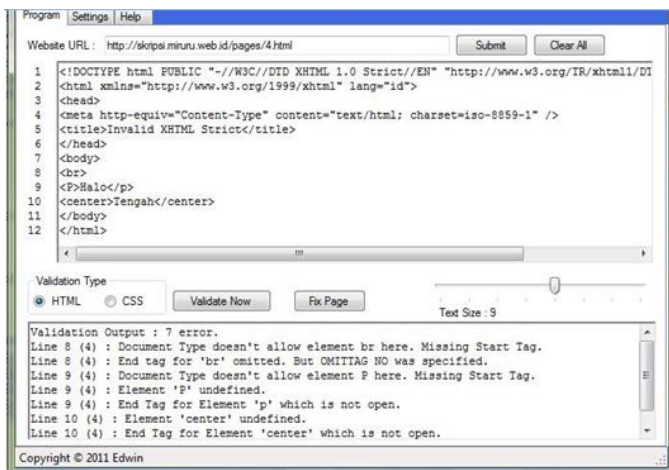 Program Settings Help
Website URL : http://skripsi.miruru.web.id/pages/4.html Submit Clear All
1 <!DOCTYPE html PUBLIC "-//W3C//DTD XHTML 1.0 Strict//EN" "http://www.w3.org/TR/xhtml1/DT
2 <html xmlns="http://www.w3.org/1999/xhtml" lang="id">
3 <head>
4 <meta http-equiv="Content-Type" content="text/html; charset=iso-8859-1" />
5 <title>Invalid XHTML Strict</title>
6 </head>
7 <body>
8 <br>
9 <P>Halo</p>
10 <center>Tengah</center>
11 </body>
12 </html>
Validation Type
HTML CSS Validate Now Fix Page
Text Size : 9
Validation Output : 7 error.
Line 8 (4) : Document Type doesn't allow element br here. Missing Start Tag.
Line 8 (4) : End tag for 'br' omitted. But OMITTAG NO was specified.
Line 9 (4) : Document Type doesn't allow element P here. Missing Start Tag.
Line 9 (4) : Element 'P' undefined.
Line 9 (4) : End Tag for Element 'p' which is not open.
Line 10 (4) : Element 'center' undefined.
Line 10 (4) : End Tag for Element 'center' which is not open.
Copyright © 2011 Edwin